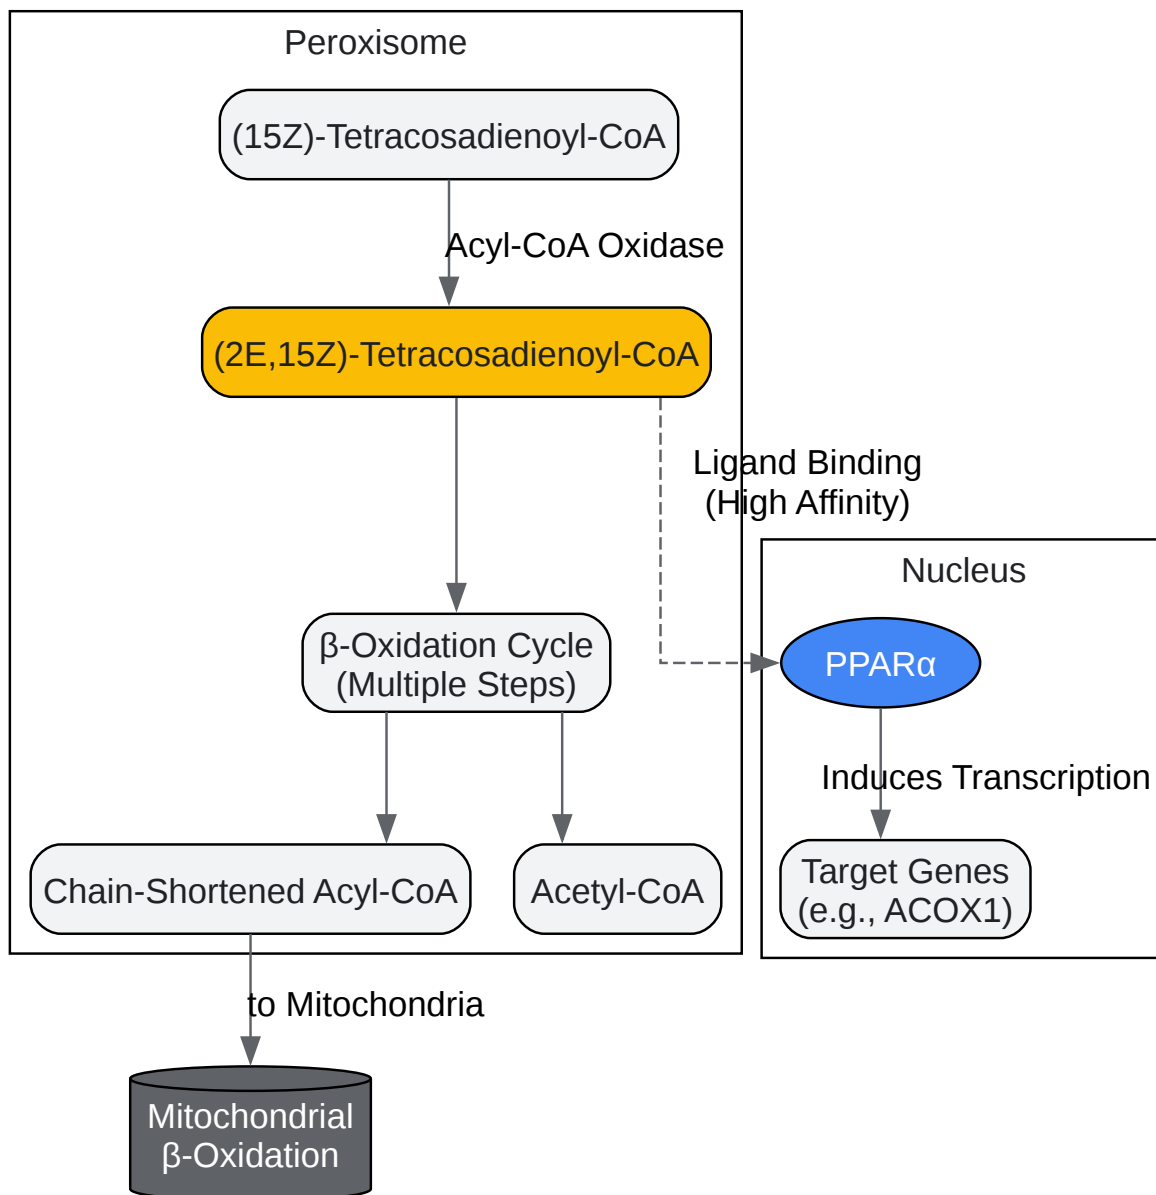 Peroxisome
(15Z)-Tetracosadienoyl-CoA
Acyl-CoA Oxidase
(2E,15Z)-Tetracosadienoyl-CoA
Ligand Binding
(High Affinity)
Nucleus
β-Oxidation Cycle
(Multiple Steps)
PPARα
Induces Transcription
Chain-Shortened Acyl-CoA
Acetyl-CoA
Target Genes
(e.g., ACOX1)
to Mitochondria
Mitochondrial
β-Oxidation